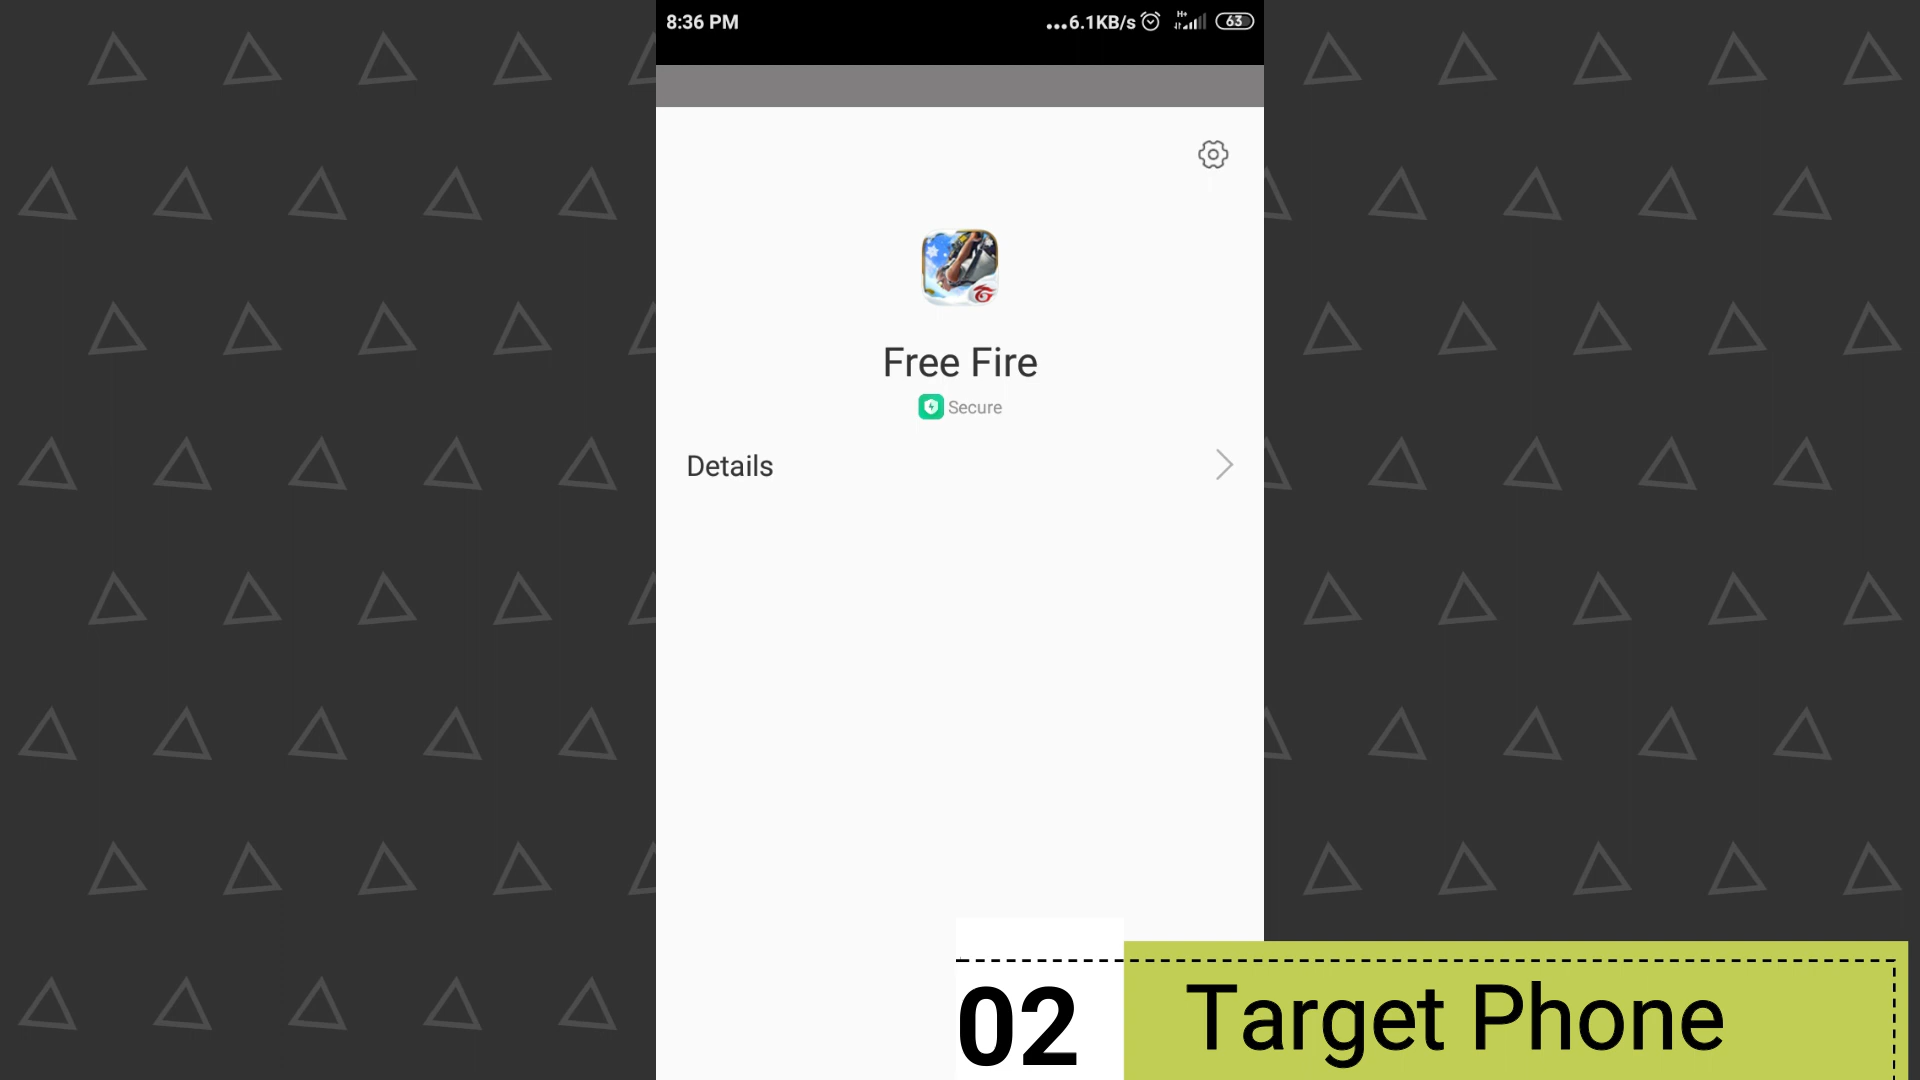 8:36 PM
...6.1KB/s H+ 63
Free Fire
Secure
Details
02 Target Phone